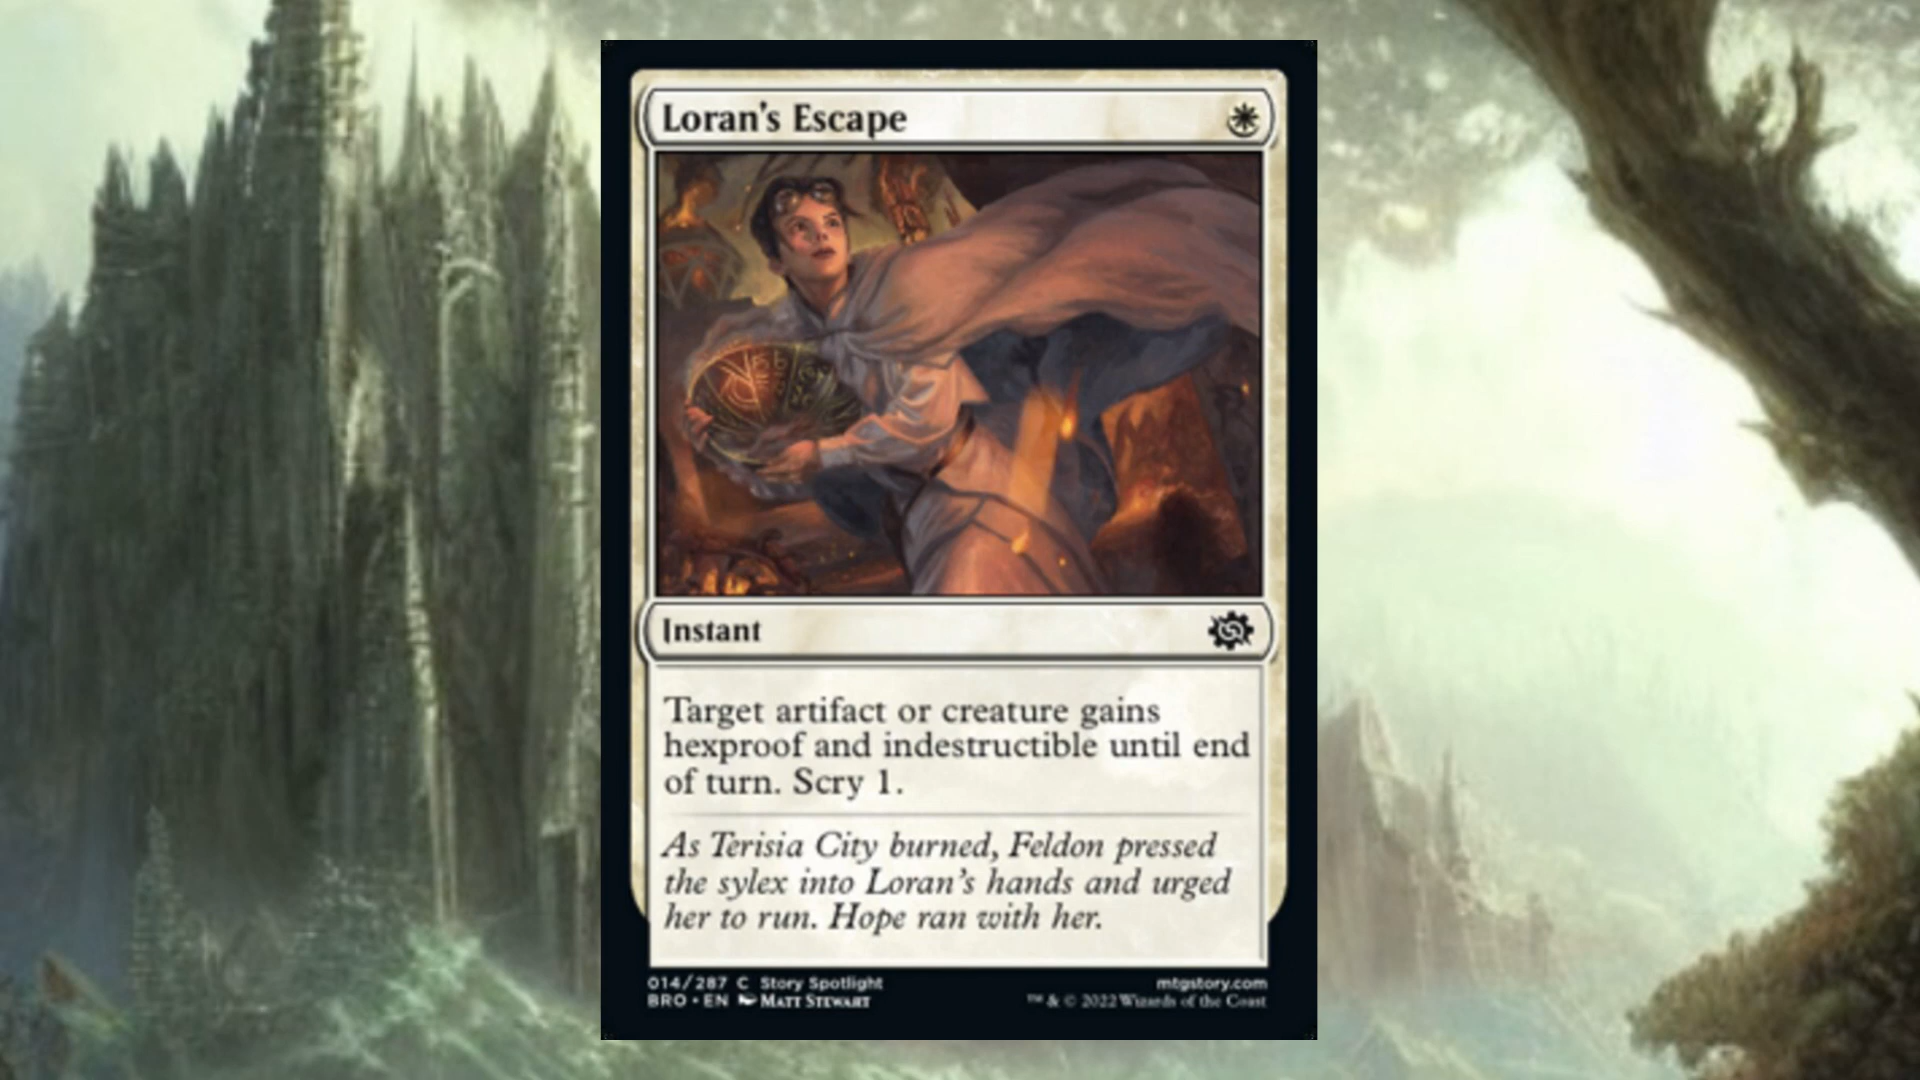 Loran's Escape
Instant
Target artifact or creature gains
hexproof and indestructible until end
of turn. Scry 1.
As Terisia City burned, Feldon pressed
the sylex into Loran's hands and urged
her to run. Hope ran with her.
014/287 C Story Spotlight
mtgstory.com
BRO • EN Matt Stewart
™ & © 2022 Wizards of the Coast